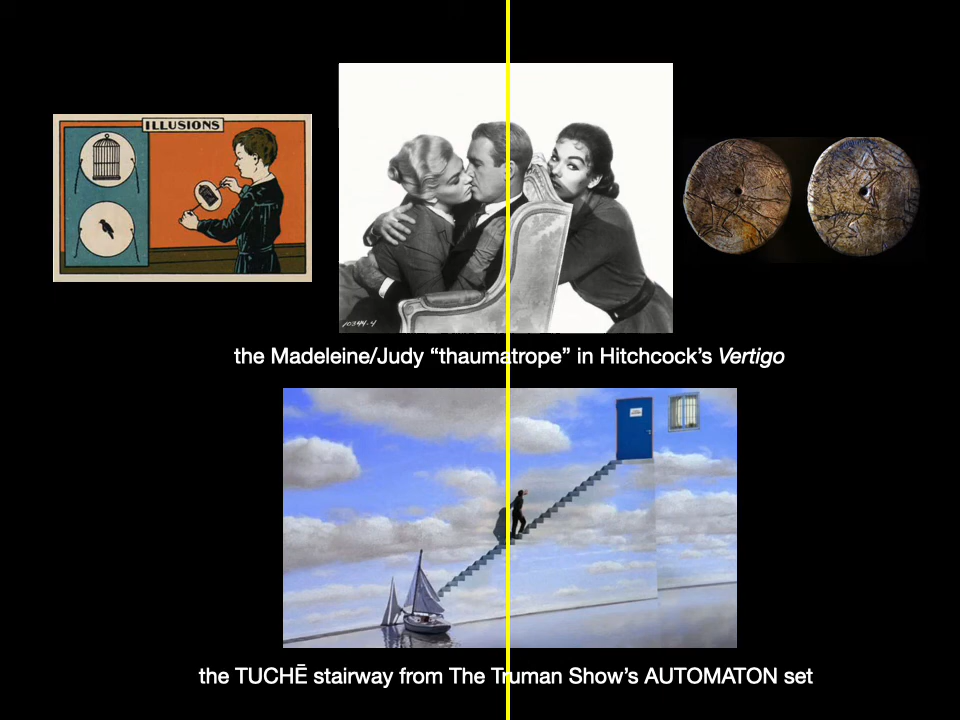 ILLUSIONS
10344-4
the Madeleine/Judy “thaumatrope” in Hitchcock’s Vertigo
the TUCHĒ stairway from The Truman Show’s AUTOMATON set